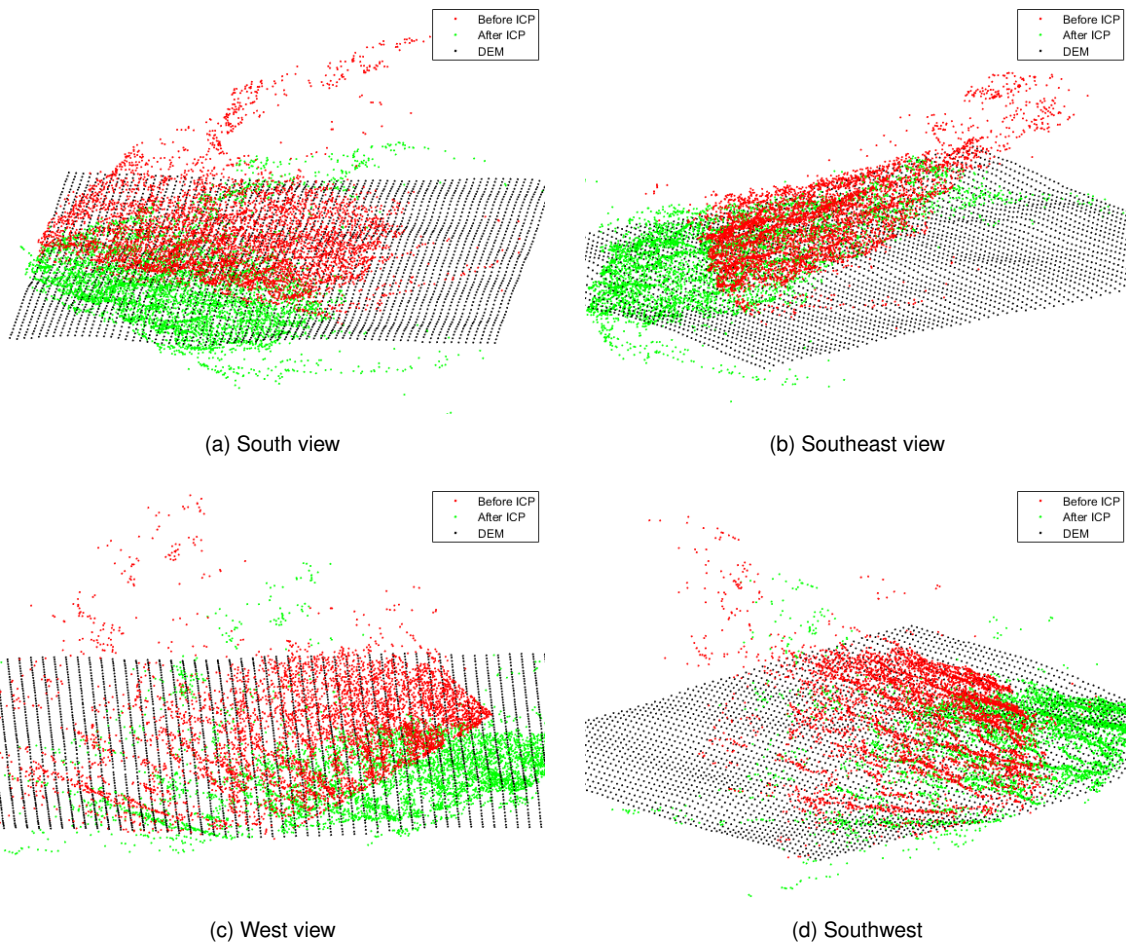 Before ICP
After ICP
DEM
Before ICP
After ICP
DEM
(a) South view
(b) Southeast view
Before ICP
After ICP
DEM
Before ICP
After ICP
DEM
(c) West view
(d) Southwest